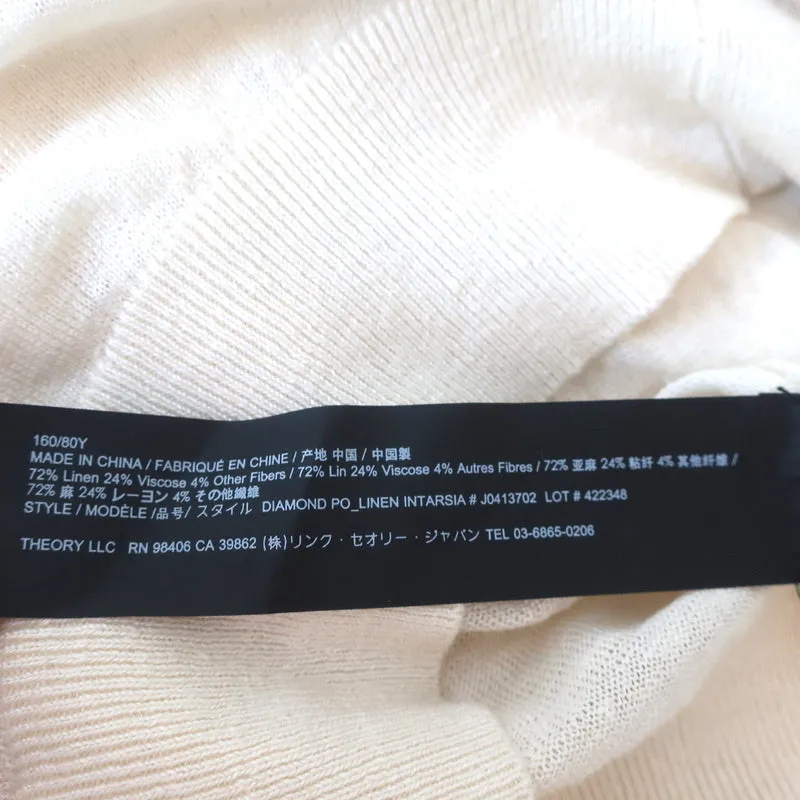 160/80Y
MADE IN CHINA / FABRIQUÉ EN CHINE / 产地 中国 / 中国製
72% Linen 24% Viscose 4% Other Fibers / 72% Lin 24% Viscose 4% Autres Fibres / 72% 亚麻 24% 粘纤 4% 其他纤维 /
72% 麻 24% レーヨン 4% その他繊維
STYLE / MODÈLE /品号/ スタイル DIAMOND PO_LINEN INTARSIA # J0413702 LOT # 422348
THEORY LLC RN 98406 CA 39862 (株)リンク・セオリー・ジャパン TEL 03-6865-0206